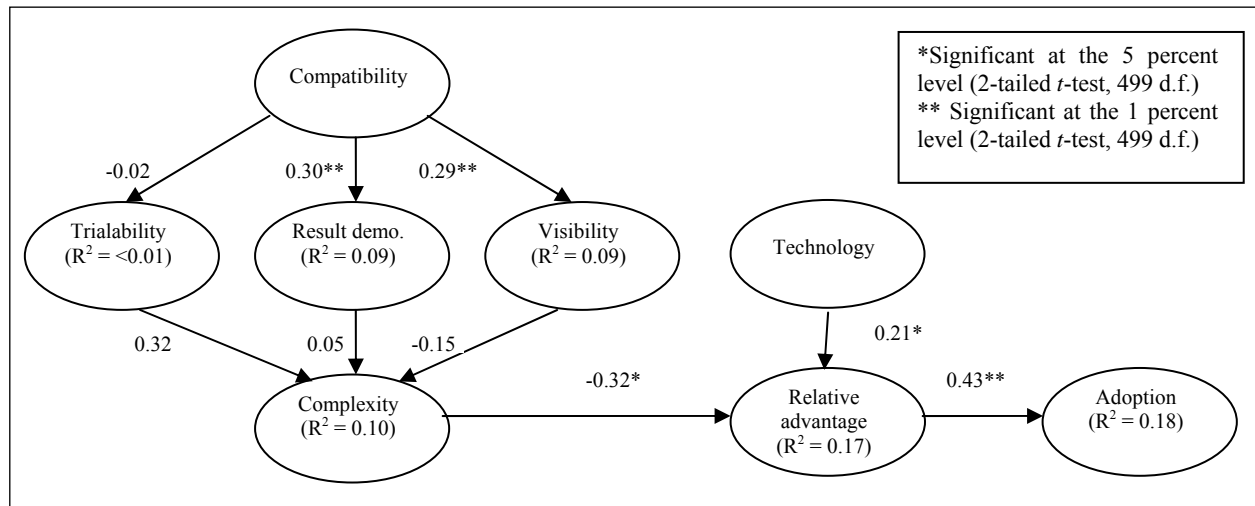 Compatibility
*Significant at the 5 percent
level (2-tailed t-test, 499 d.f.)
** Significant at the 1 percent
level (2-tailed t-test, 499 d.f.)
-0.02
0.30**
0.29**
Trialability
(R² = <0.01)
Result demo.
(R² = 0.09)
Visibility
(R² = 0.09)
Technology
0.32
0.05
-0.15
0.21*
Complexity
(R² = 0.10)
-0.32*
Relative
advantage
(R² = 0.17)
0.43**
Adoption
(R² = 0.18)